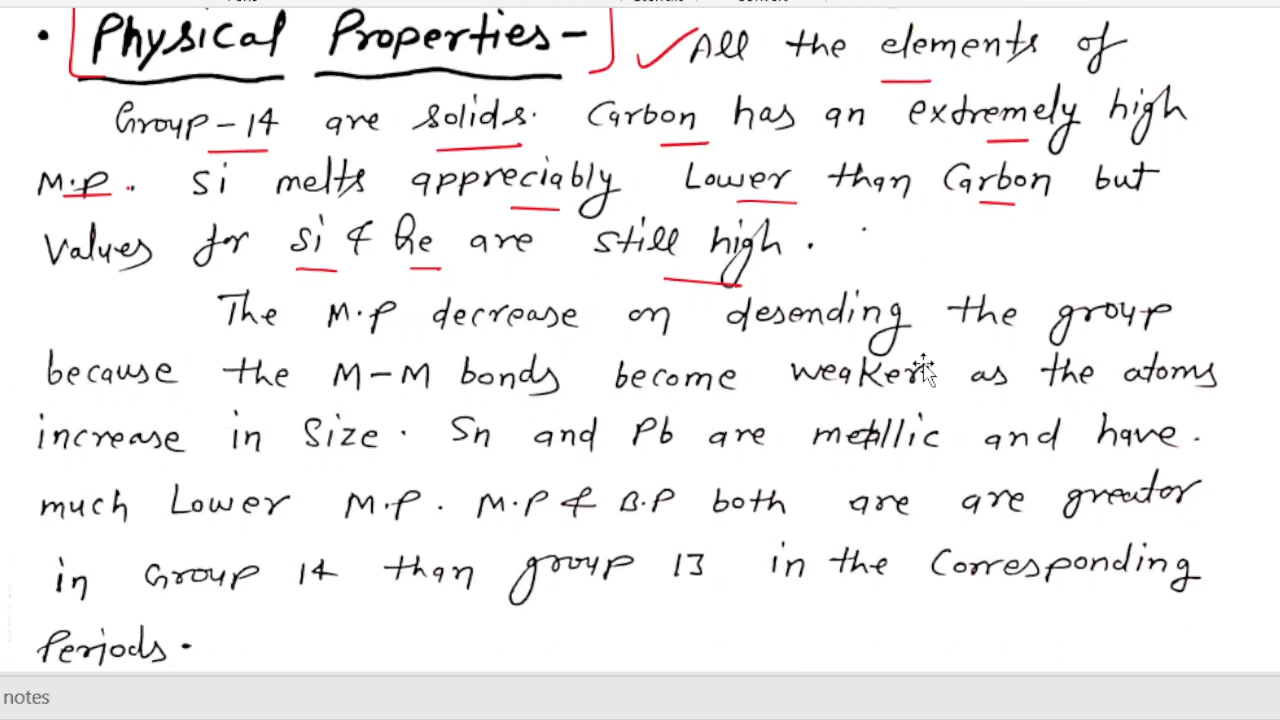 • [Physical Properties-] ✓ All the elements of
Group-14 are solids. Carbon has an extremely high
M.P. Si melts appreciably Lower than Carbon but
Values for Si & Ge are still high.
The M.P decrease on desending the group
because the M-M bonds become weaker as the atoms
increase in Size. Sn and Pb are metallic and have.
much Lower M.P. M.P & B.P both are are greator
in Group 14 than group 13 in the Corresponding
Periods.
notes